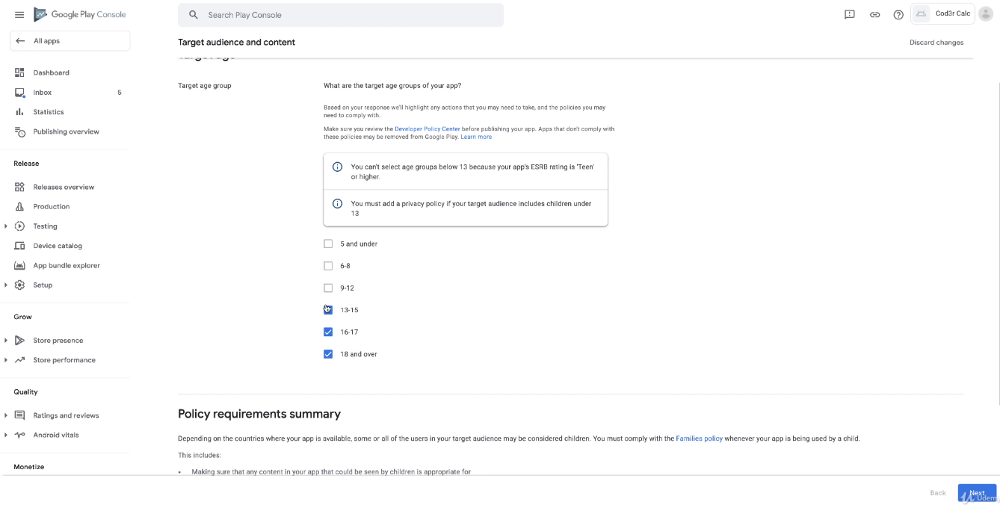 Google Play Console
Search Play Console
Cod3r Calc
All apps
Target audience and content
Discard changes
Target age
Dashboard
Inbox 5
Statistics
Publishing overview
Release
Releases overview
Production
Testing
Device catalog
App bundle explorer
Setup
Grow
Store presence
Store performance
Quality
Ratings and reviews
Android vitals
Monetize
Target age group
What are the target age groups of your app?
Based on your response we'll highlight any actions that you may need to take, and the policies you may
need to comply with.
Make sure you review the Developer Policy Center before publishing your app. Apps that don't comply with
these policies may be removed from Google Play. Learn more
You can't select age groups below 13 because your app's ESRB rating is 'Teen'
or higher.
You must add a privacy policy if your target audience includes children under
13
5 and under
6-8
9-12
13-15
16-17
18 and over
Policy requirements summary
Depending on the countries where your app is available, some or all of the users in your target audience may be considered children. You must comply with the Families policy whenever your app is being used by a child.
This includes:
• Making sure that any content in your app that could be seen by children is appropriate for
Back
Next